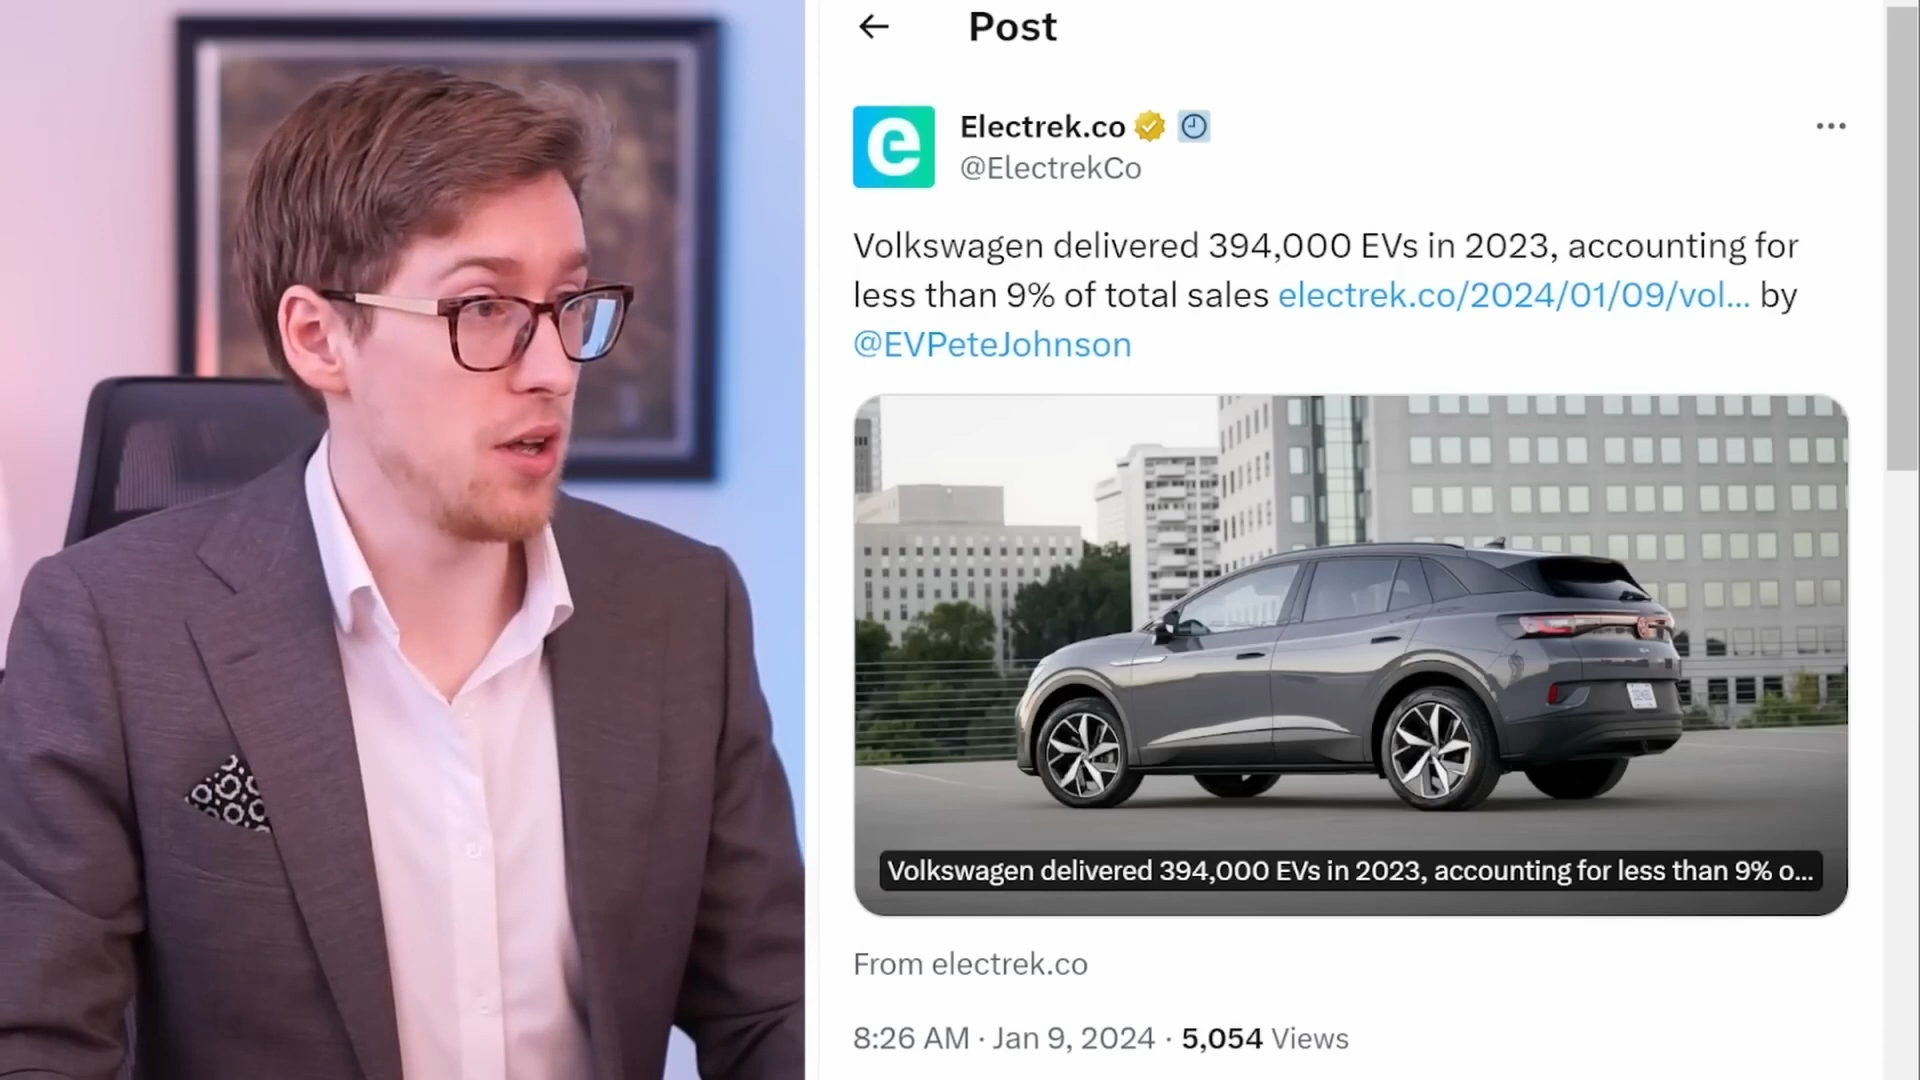 Post
e
Electrek.co
@ElectrekCo
Volkswagen delivered 394,000 EVs in 2023, accounting for
less than 9% of total sales electrek.co/2024/01/09/vol... by
@EVPeteJohnson
Volkswagen delivered 394,000 EVs in 2023, accounting for less than 9% o...
From electrek.co
8:26 AM · Jan 9, 2024 · 5,054 Views